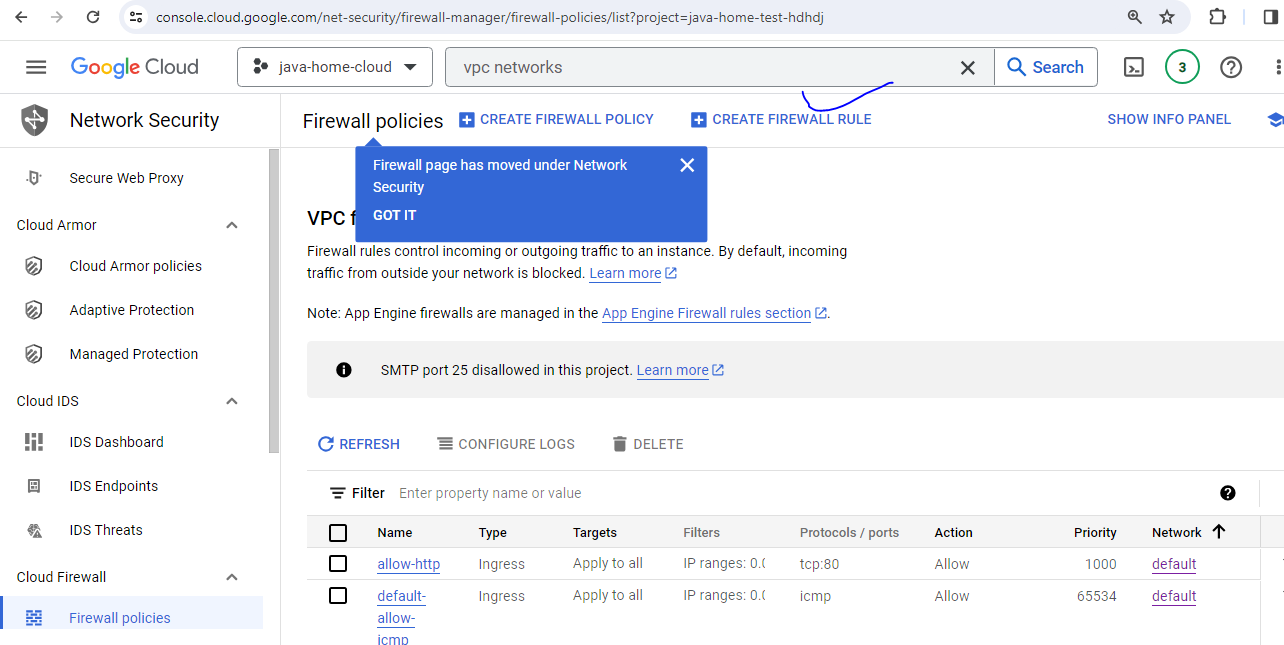 console.cloud.google.com/net-security/firewall-manager/firewall-policies/list?project=java-home-test-hdhdj
Google Cloud
java-home-cloud
vpc networks
Search
3
Network Security
Firewall policies
CREATE FIREWALL POLICY
CREATE FIREWALL RULE
SHOW INFO PANEL
Firewall page has moved under Network
Security
GOT IT
Secure Web Proxy
Cloud Armor
Cloud Armor policies
Adaptive Protection
Managed Protection
Cloud IDS
IDS Dashboard
IDS Endpoints
IDS Threats
Cloud Firewall
Firewall policies
VPC f
Firewall rules control incoming or outgoing traffic to an instance. By default, incoming
traffic from outside your network is blocked. Learn more
Note: App Engine firewalls are managed in the App Engine Firewall rules section.
SMTP port 25 disallowed in this project. Learn more
REFRESH CONFIGURE LOGS DELETE
Filter Enter property name or value
Name Type Targets Filters Protocols / ports Action Priority Network
allow-http Ingress Apply to all IP ranges: 0.0 tcp:80 Allow 1000 default
default- Ingress Apply to all IP ranges: 0.0 icmp Allow 65534 default
allow-
icmp